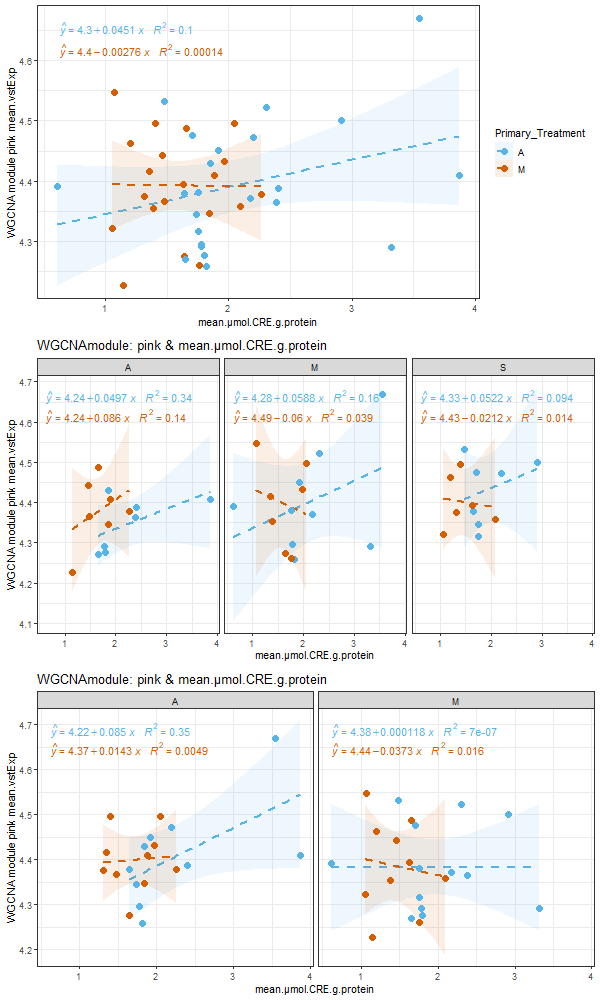 ŷ = 4.3 + 0.0451 x R² = 0.1
ŷ = 4.4 − 0.00276 x R² = 0.00014
4.6
4.5
4.4
4.3
WGCNA module pink mean.vstExp
1 2 3 4
mean.µmol.CRE.g.protein
Primary_Treatment
A
M
WGCNAmodule: pink & mean.µmol.CRE.g.protein
A M S
ŷ = 4.24 + 0.0497 x R² = 0.34
ŷ = 4.24 + 0.086 x R² = 0.14
ŷ = 4.28 + 0.0588 x R² = 0.16
ŷ = 4.49 − 0.06 x R² = 0.039
ŷ = 4.33 + 0.0522 x R² = 0.094
ŷ = 4.43 − 0.0212 x R² = 0.014
4.7
4.6
4.5
4.4
4.3
4.2
4.1
WGCNA module pink mean.vstExp
1 2 3 4 1 2 3 4 1 2 3 4
mean.µmol.CRE.g.protein
WGCNAmodule: pink & mean.µmol.CRE.g.protein
A M
ŷ = 4.22 + 0.085 x R² = 0.35
ŷ = 4.37 + 0.0143 x R² = 0.0049
ŷ = 4.38 + 0.000118 x R² = 7e-07
ŷ = 4.44 − 0.0373 x R² = 0.016
4.7
4.6
4.5
4.4
4.3
4.2
WGCNA module pink mean.vstExp
1 2 3 4 1 2 3 4
mean.µmol.CRE.g.protein